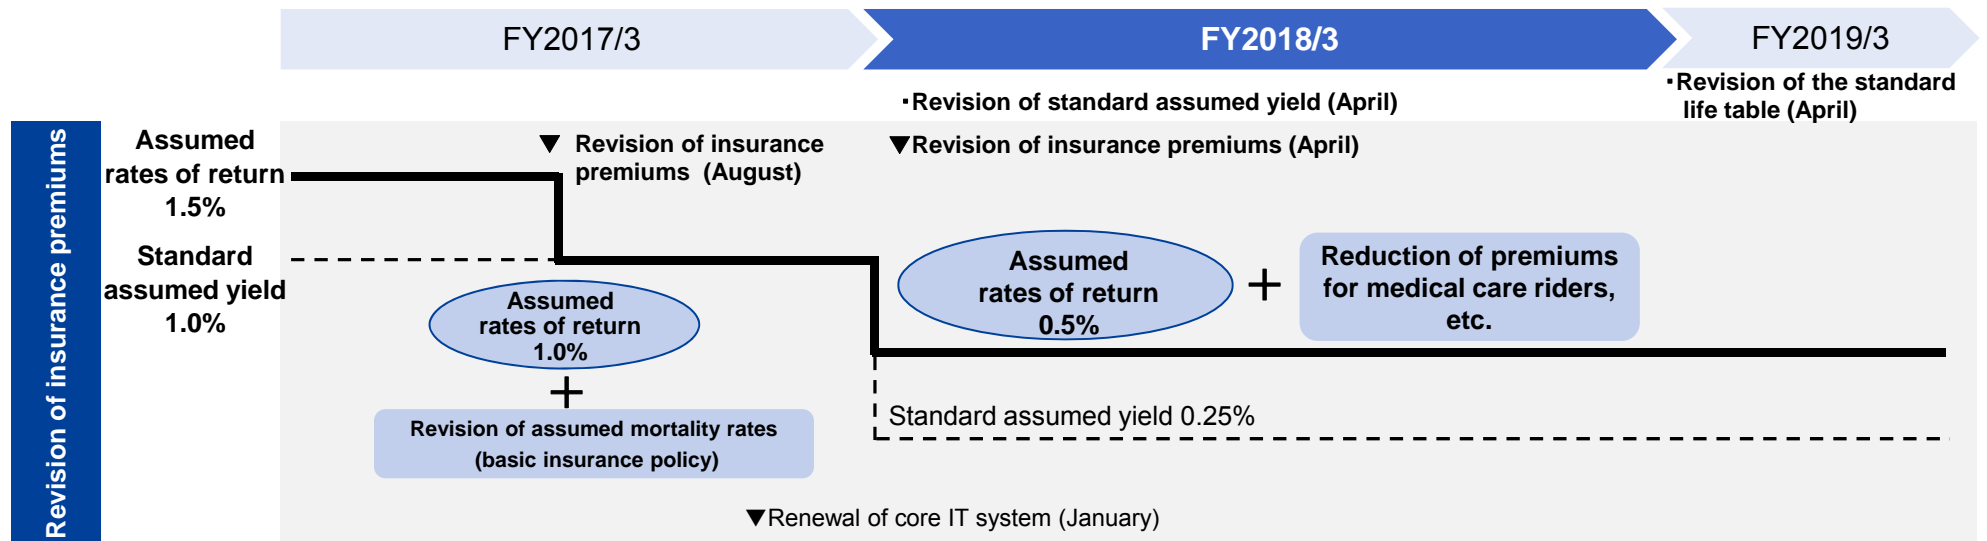 FY2017/3
FY2018/3
FY2019/3
・Revision of standard assumed yield (April)
・Revision of the standard
life table (April)
Revision of insurance premiums
Assumed
rates of return
1.5%
▼ Revision of insurance
premiums (August)
▼Revision of insurance premiums (April)
Standard
assumed yield
1.0%
Assumed
rates of return
1.0%
+
Revision of assumed mortality rates
(basic insurance policy)
Assumed
rates of return
0.5%
+
Reduction of premiums
for medical care riders,
etc.
Standard assumed yield 0.25%
▼Renewal of core IT system (January)